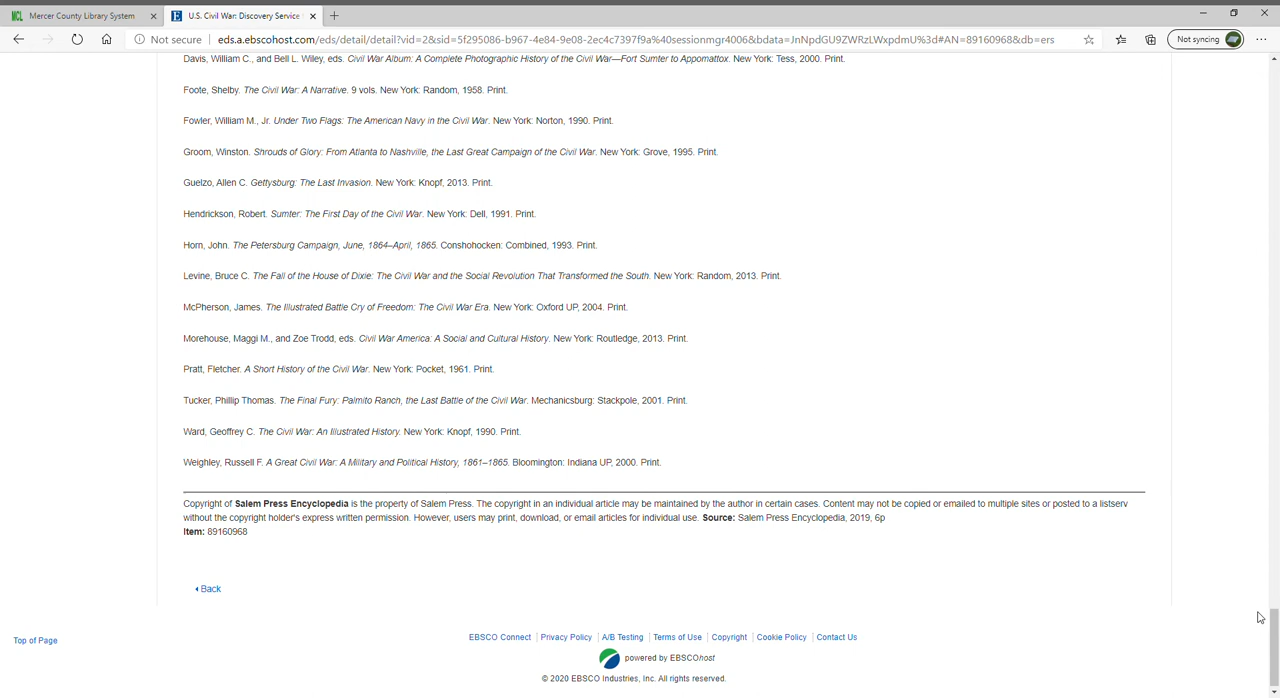 Mercer County Library System
U.S. Civil War: Discovery Service
Not secure
eds.a.ebscohost.com/eds/detail/detail?vid=2&sid=5f295086-b967-4e84-9e08-2ec4c7397f9a%40sessionmgr4006&bdata=JnNpdGU9ZWRzLWxpdmU%3d#AN=89160968&db=ers
Not syncing
Davis, William C., and Bell L. Wiley, eds. Civil War Album: A Complete Photographic History of the Civil War—Fort Sumter to Appomattox. New York: Tess, 2000. Print.
Foote, Shelby. The Civil War: A Narrative. 9 vols. New York: Random, 1958. Print.
Fowler, William M., Jr. Under Two Flags: The American Navy in the Civil War. New York: Norton, 1990. Print.
Groom, Winston. Shrouds of Glory: From Atlanta to Nashville, the Last Great Campaign of the Civil War. New York: Grove, 1995. Print.
Guelzo, Allen C. Gettysburg: The Last Invasion. New York: Knopf, 2013. Print.
Hendrickson, Robert. Sumter: The First Day of the Civil War. New York: Dell, 1991. Print.
Horn, John. The Petersburg Campaign, June, 1864–April, 1865. Conshohocken: Combined, 1993. Print.
Levine, Bruce C. The Fall of the House of Dixie: The Civil War and the Social Revolution That Transformed the South. New York: Random, 2013. Print.
McPherson, James. The Illustrated Battle Cry of Freedom: The Civil War Era. New York: Oxford UP, 2004. Print.
Morehouse, Maggi M., and Zoe Trodd, eds. Civil War America: A Social and Cultural History. New York: Routledge, 2013. Print.
Pratt, Fletcher. A Short History of the Civil War. New York: Pocket, 1961. Print.
Tucker, Phillip Thomas. The Final Fury: Palmito Ranch, the Last Battle of the Civil War. Mechanicsburg: Stackpole, 2001. Print.
Ward, Geoffrey C. The Civil War: An Illustrated History. New York: Knopf, 1990. Print.
Weighley, Russell F. A Great Civil War: A Military and Political History, 1861–1865. Bloomington: Indiana UP, 2000. Print.
Copyright of Salem Press Encyclopedia is the property of Salem Press. The copyright in an individual article may be maintained by the author in certain cases. Content may not be copied or emailed to multiple sites or posted to a listserv
without the copyright holder's express written permission. However, users may print, download, or email articles for individual use. Source: Salem Press Encyclopedia, 2019, 6p
Item: 89160968
Back
Top of Page
EBSCO Connect Privacy Policy A/B Testing Terms of Use Copyright Cookie Policy Contact Us
powered by EBSCOhost
© 2020 EBSCO Industries, Inc. All rights reserved.